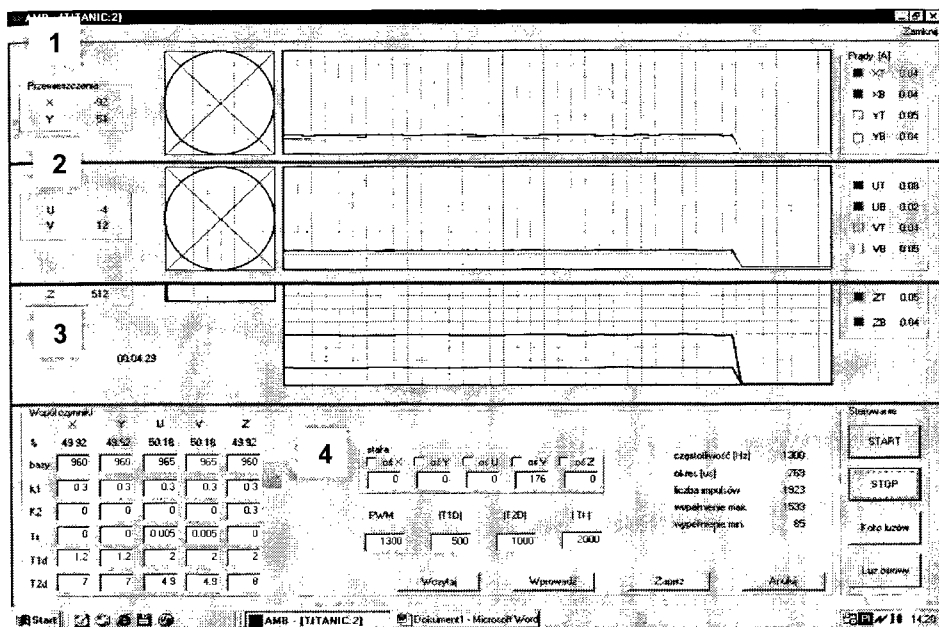 AMB - [TITANIC:2]
Zamknij
1
Przemieszczenia
X -92
Y 54
Prądy [A]
XT 0.04
XB 0.04
YT 0.05
YB 0.04
2
U -4
V 12
UT 0.08
UB 0.02
VT 0.04
VB 0.05
Z 512
3
00:04:29
ZT 0.05
ZB 0.04
Współczynniki
X Y U V Z
% 49.92 49.92 50.18 50.18 49.92
bazy 960 960 965 965 960
K1 0.3 0.3 0.3 0.3 0.3
K2 0 0 0 0 0.3
Ti 0 0 0.005 0.005 0
T1d 1.2 1.2 2 2 2
T2d 7 7 4.9 4.9 8
4
stała
oś X oś Y oś U oś V oś Z
0 0 0 176 0
PWM [T1D] [T2D] [TI]
1300 500 1000 2000
częstotliwość [Hz] 1300
okres [us] 769
liczba impulsów 1923
wypełnienie max. 1533
wypełnienie min. 85
Wczytaj Wprowadź Zapisz Anuluj
Sterowanie
START
STOP
Koło luzów
Luz osiowy
Start
AMB - [TITANIC:2]
Dokument1 - Microsoft Word
Pl
14:20